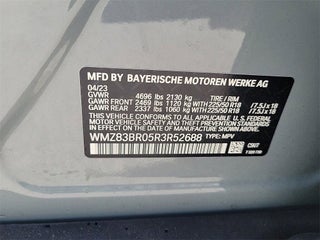 MFD BY BAYERISCHE MOTOREN WERKE AG
04/23
GVWR 4696 LBS 2130 KG TIRE / RIM
GAWR FRONT 2469 LBS 1120 KG WITH 225/50 R18 /7.5J x 18
GAWR REAR 2337 LBS 1060 KG WITH 225/50 R18 /7.5J x 18
THIS VEHICLE CONFORMS TO ALL APPLICABLE U.S. FEDERAL
MOTOR VEHICLE SAFETY STANDARDS IN EFFECT
ON THE DATE OF MANUFACTURE SHOWN ABOVE.
WMZ83BR05R3R52688 TYPE: MPV